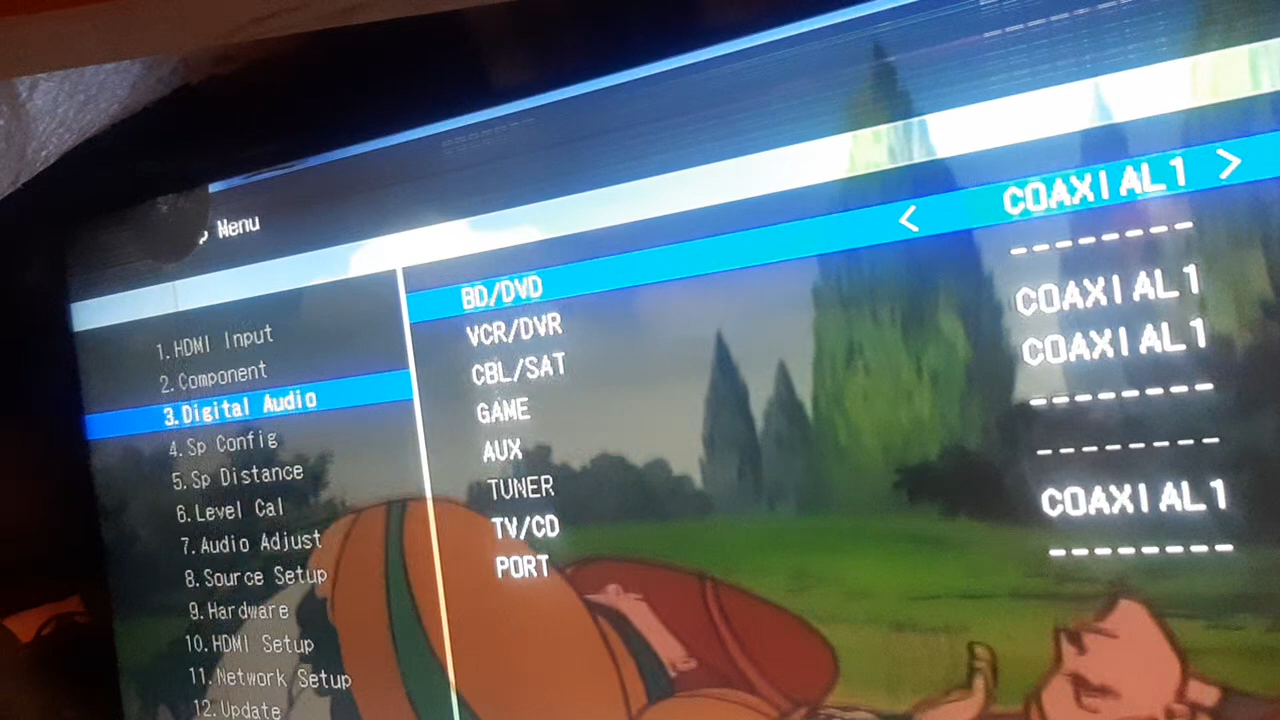 Menu
1.HDMI Input
2.Component
3.Digital Audio
4.Sp Config
5.Sp Distance
6.Level Cal
7.Audio Adjust
8.Source Setup
9.Hardware
10.HDMI Setup
11.Network Setup
12.Update
BD/DVD < COAXIAL1 >
VCR/DVR -------
CBL/SAT COAXIAL1
GAME COAXIAL1
AUX -------
TUNER -------
TV/CD COAXIAL1
PORT -------